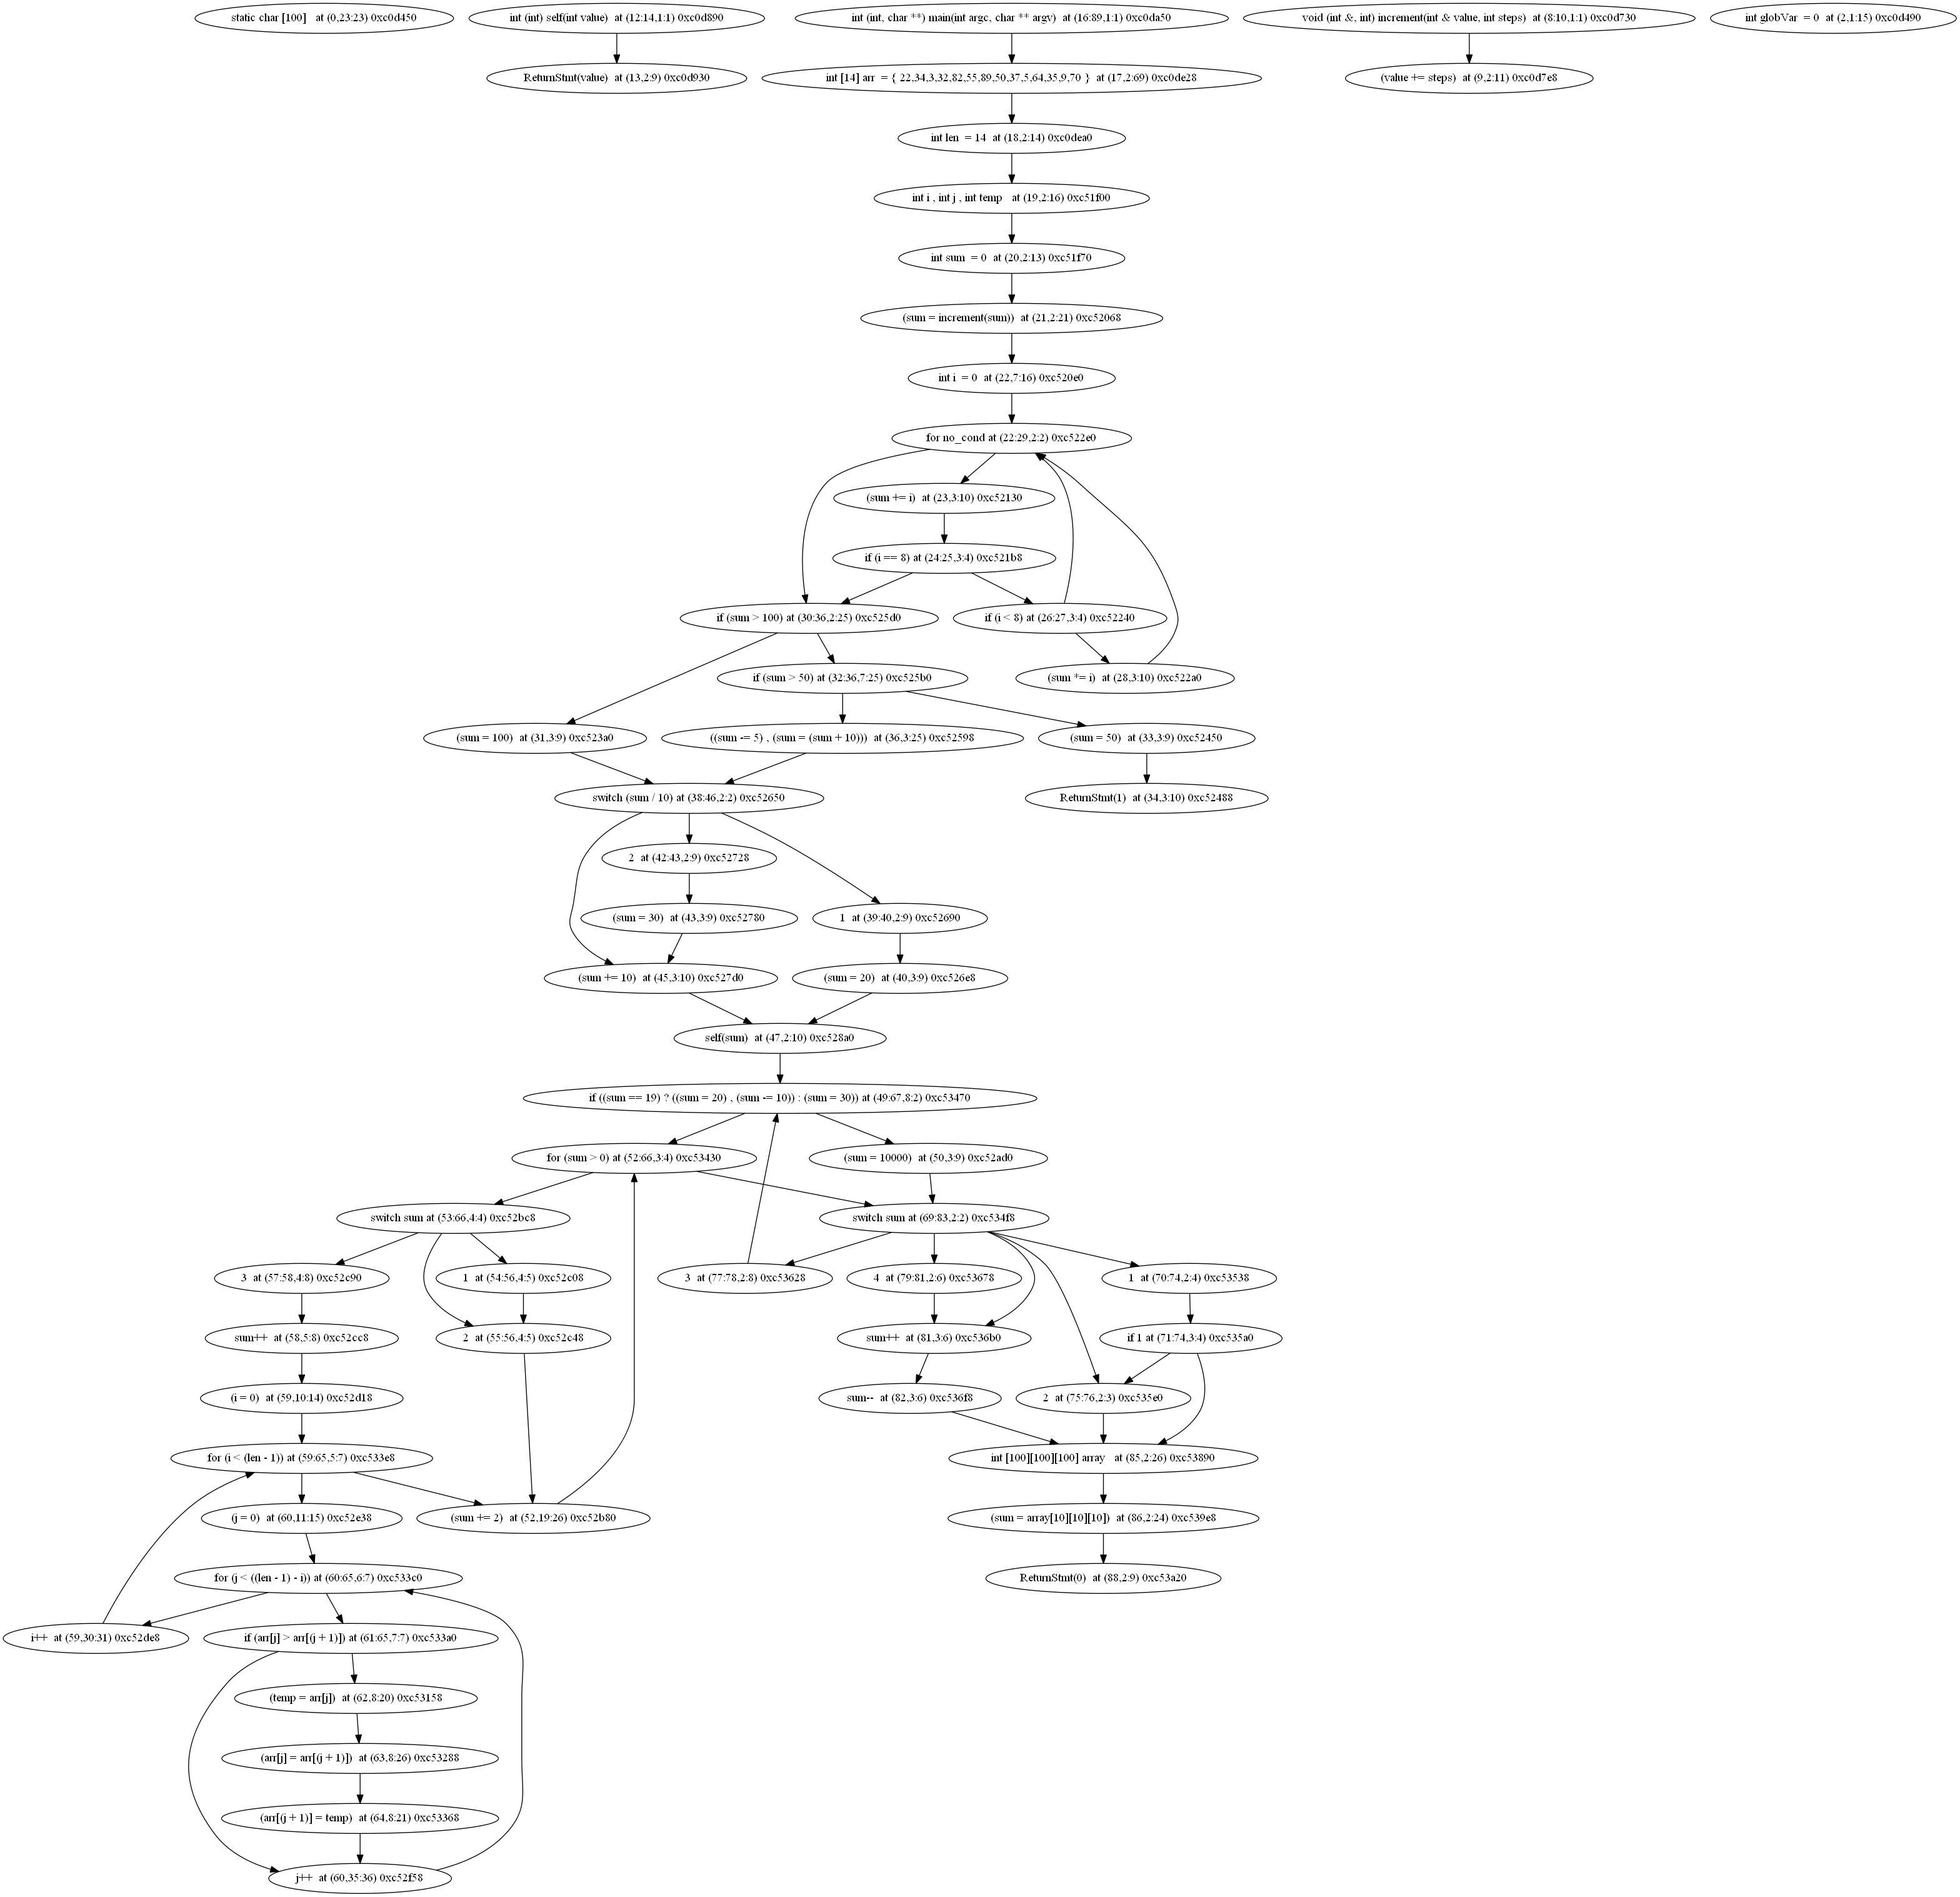 static char [100]   at (0,23:23) 0xc0d450
int (int) self(int value)  at (12:14,1:1) 0xc0d890
int (int, char **) main(int argc, char ** argv)  at (16:89,1:1) 0xc0da50
void (int &, int) increment(int & value, int steps)  at (8:10,1:1) 0xc0d730
int globVar  = 0  at (2,1:15) 0xc0d490
ReturnStmt(value)  at (13,2:9) 0xc0d930
int [14] arr  = { 22,34,3,32,82,55,89,50,37,5,64,35,9,70 }  at (17,2:69) 0xc0de28
(value += steps)  at (9,2:11) 0xc0d7e8
int len  = 14  at (18,2:14) 0xc0dea0
int i , int j , int temp   at (19,2:16) 0xc51f00
int sum  = 0  at (20,2:13) 0xc51f70
(sum = increment(sum))  at (21,2:21) 0xc52068
int i  = 0  at (22,7:16) 0xc520e0
for no_cond at (22:29,2:2) 0xc522e0
(sum += i)  at (23,3:10) 0xc52130
if (i == 8) at (24:25,3:4) 0xc521b8
if (sum > 100) at (30:36,2:25) 0xc525d0
if (i < 8) at (26:27,3:4) 0xc52240
if (sum > 50) at (32:36,7:25) 0xc525b0
(sum *= i)  at (28,3:10) 0xc522a0
(sum = 100)  at (31,3:9) 0xc523a0
((sum -= 5) , (sum = (sum + 10)))  at (36,3:25) 0xc52598
(sum = 50)  at (33,3:9) 0xc52450
switch (sum / 10) at (38:46,2:2) 0xc52650
ReturnStmt(1)  at (34,3:10) 0xc52488
2  at (42:43,2:9) 0xc52728
(sum = 30)  at (43,3:9) 0xc52780
1  at (39:40,2:9) 0xc52690
(sum += 10)  at (45,3:10) 0xc527d0
(sum = 20)  at (40,3:9) 0xc526e8
self(sum)  at (47,2:10) 0xc528a0
if ((sum == 19) ? ((sum = 20) , (sum -= 10)) : (sum = 30)) at (49:67,8:2) 0xc53470
for (sum > 0) at (52:66,3:4) 0xc53430
(sum = 10000)  at (50,3:9) 0xc52ad0
switch sum at (53:66,4:4) 0xc52bc8
switch sum at (69:83,2:2) 0xc534f8
3  at (57:58,4:8) 0xc52c90
1  at (54:56,4:5) 0xc52c08
3  at (77:78,2:8) 0xc53628
4  at (79:81,2:6) 0xc53678
1  at (70:74,2:4) 0xc53538
sum++  at (58,5:8) 0xc52cc8
2  at (55:56,4:5) 0xc52c48
sum++  at (81,3:6) 0xc536b0
if 1 at (71:74,3:4) 0xc535a0
(i = 0)  at (59,10:14) 0xc52d18
sum--  at (82,3:6) 0xc536f8
2  at (75:76,2:3) 0xc535e0
for (i < (len - 1)) at (59:65,5:7) 0xc533e8
int [100][100][100] array   at (85,2:26) 0xc53890
(j = 0)  at (60,11:15) 0xc52e38
(sum += 2)  at (52,19:26) 0xc52b80
(sum = array[10][10][10])  at (86,2:24) 0xc539e8
for (j < ((len - 1) - i)) at (60:65,6:7) 0xc533c0
ReturnStmt(0)  at (88,2:9) 0xc53a20
i++  at (59,30:31) 0xc52de8
if (arr[j] > arr[(j + 1)]) at (61:65,7:7) 0xc533a0
(temp = arr[j])  at (62,8:20) 0xc53158
(arr[j] = arr[(j + 1)])  at (63,8:26) 0xc53288
(arr[(j + 1)] = temp)  at (64,8:21) 0xc53368
j++  at (60,35:36) 0xc52f58